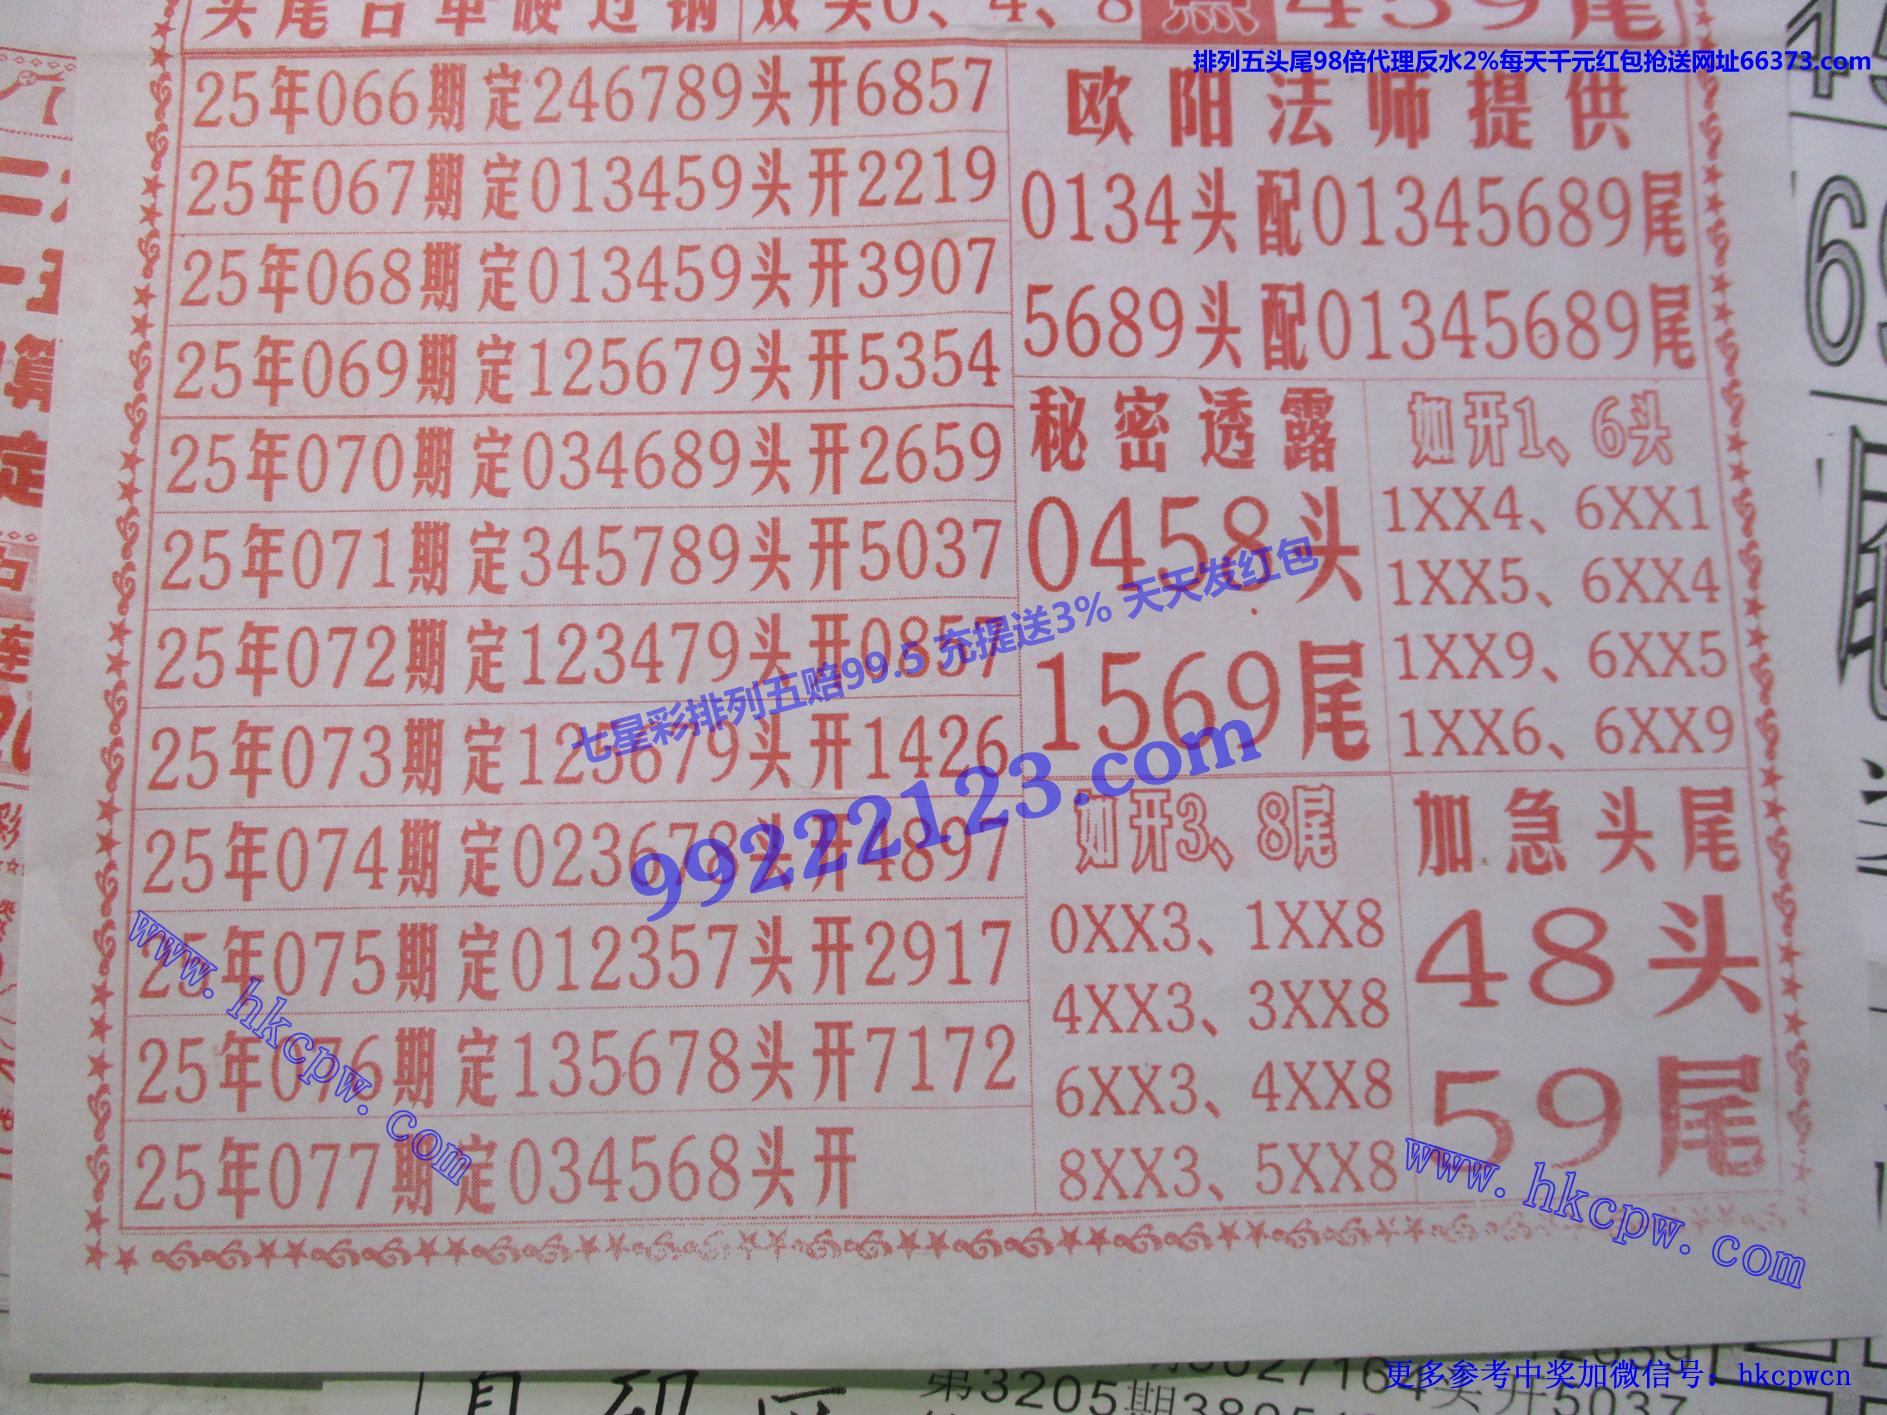 双头0、4、8 点 459尾
排列五头尾98倍代理反水2%每天千元红包抢送网址66373.com
25年066期定246789头开6857
25年067期定013459头开2219
25年068期定013459头开3907
25年069期定125679头开5354
25年070期定034689头开2659
25年071期定345789头开5037
25年072期定123479头开0857
25年073期定125679头开1426
25年074期定023678头开4897
25年075期定012357头开2917
25年076期定135678头开7172
25年077期定034568头开
欧阳法师提供
0134头配01345689尾
5689头配01345689尾
秘密透露
0458头
1569尾
如开1、6头
1XX4、6XX1
1XX5、6XX4
1XX9、6XX5
1XX6、6XX9
如开3、8尾
0XX3、1XX8
4XX3、3XX8
6XX3、4XX8
8XX3、5XX8
加急头尾
48头
59尾
七星彩排列五赔99.5 充提送3% 天天发红包
99222123.com
www.hkcpw.com
www.hkcpw.com
更多参考中奖加微信号：hkcpwcn